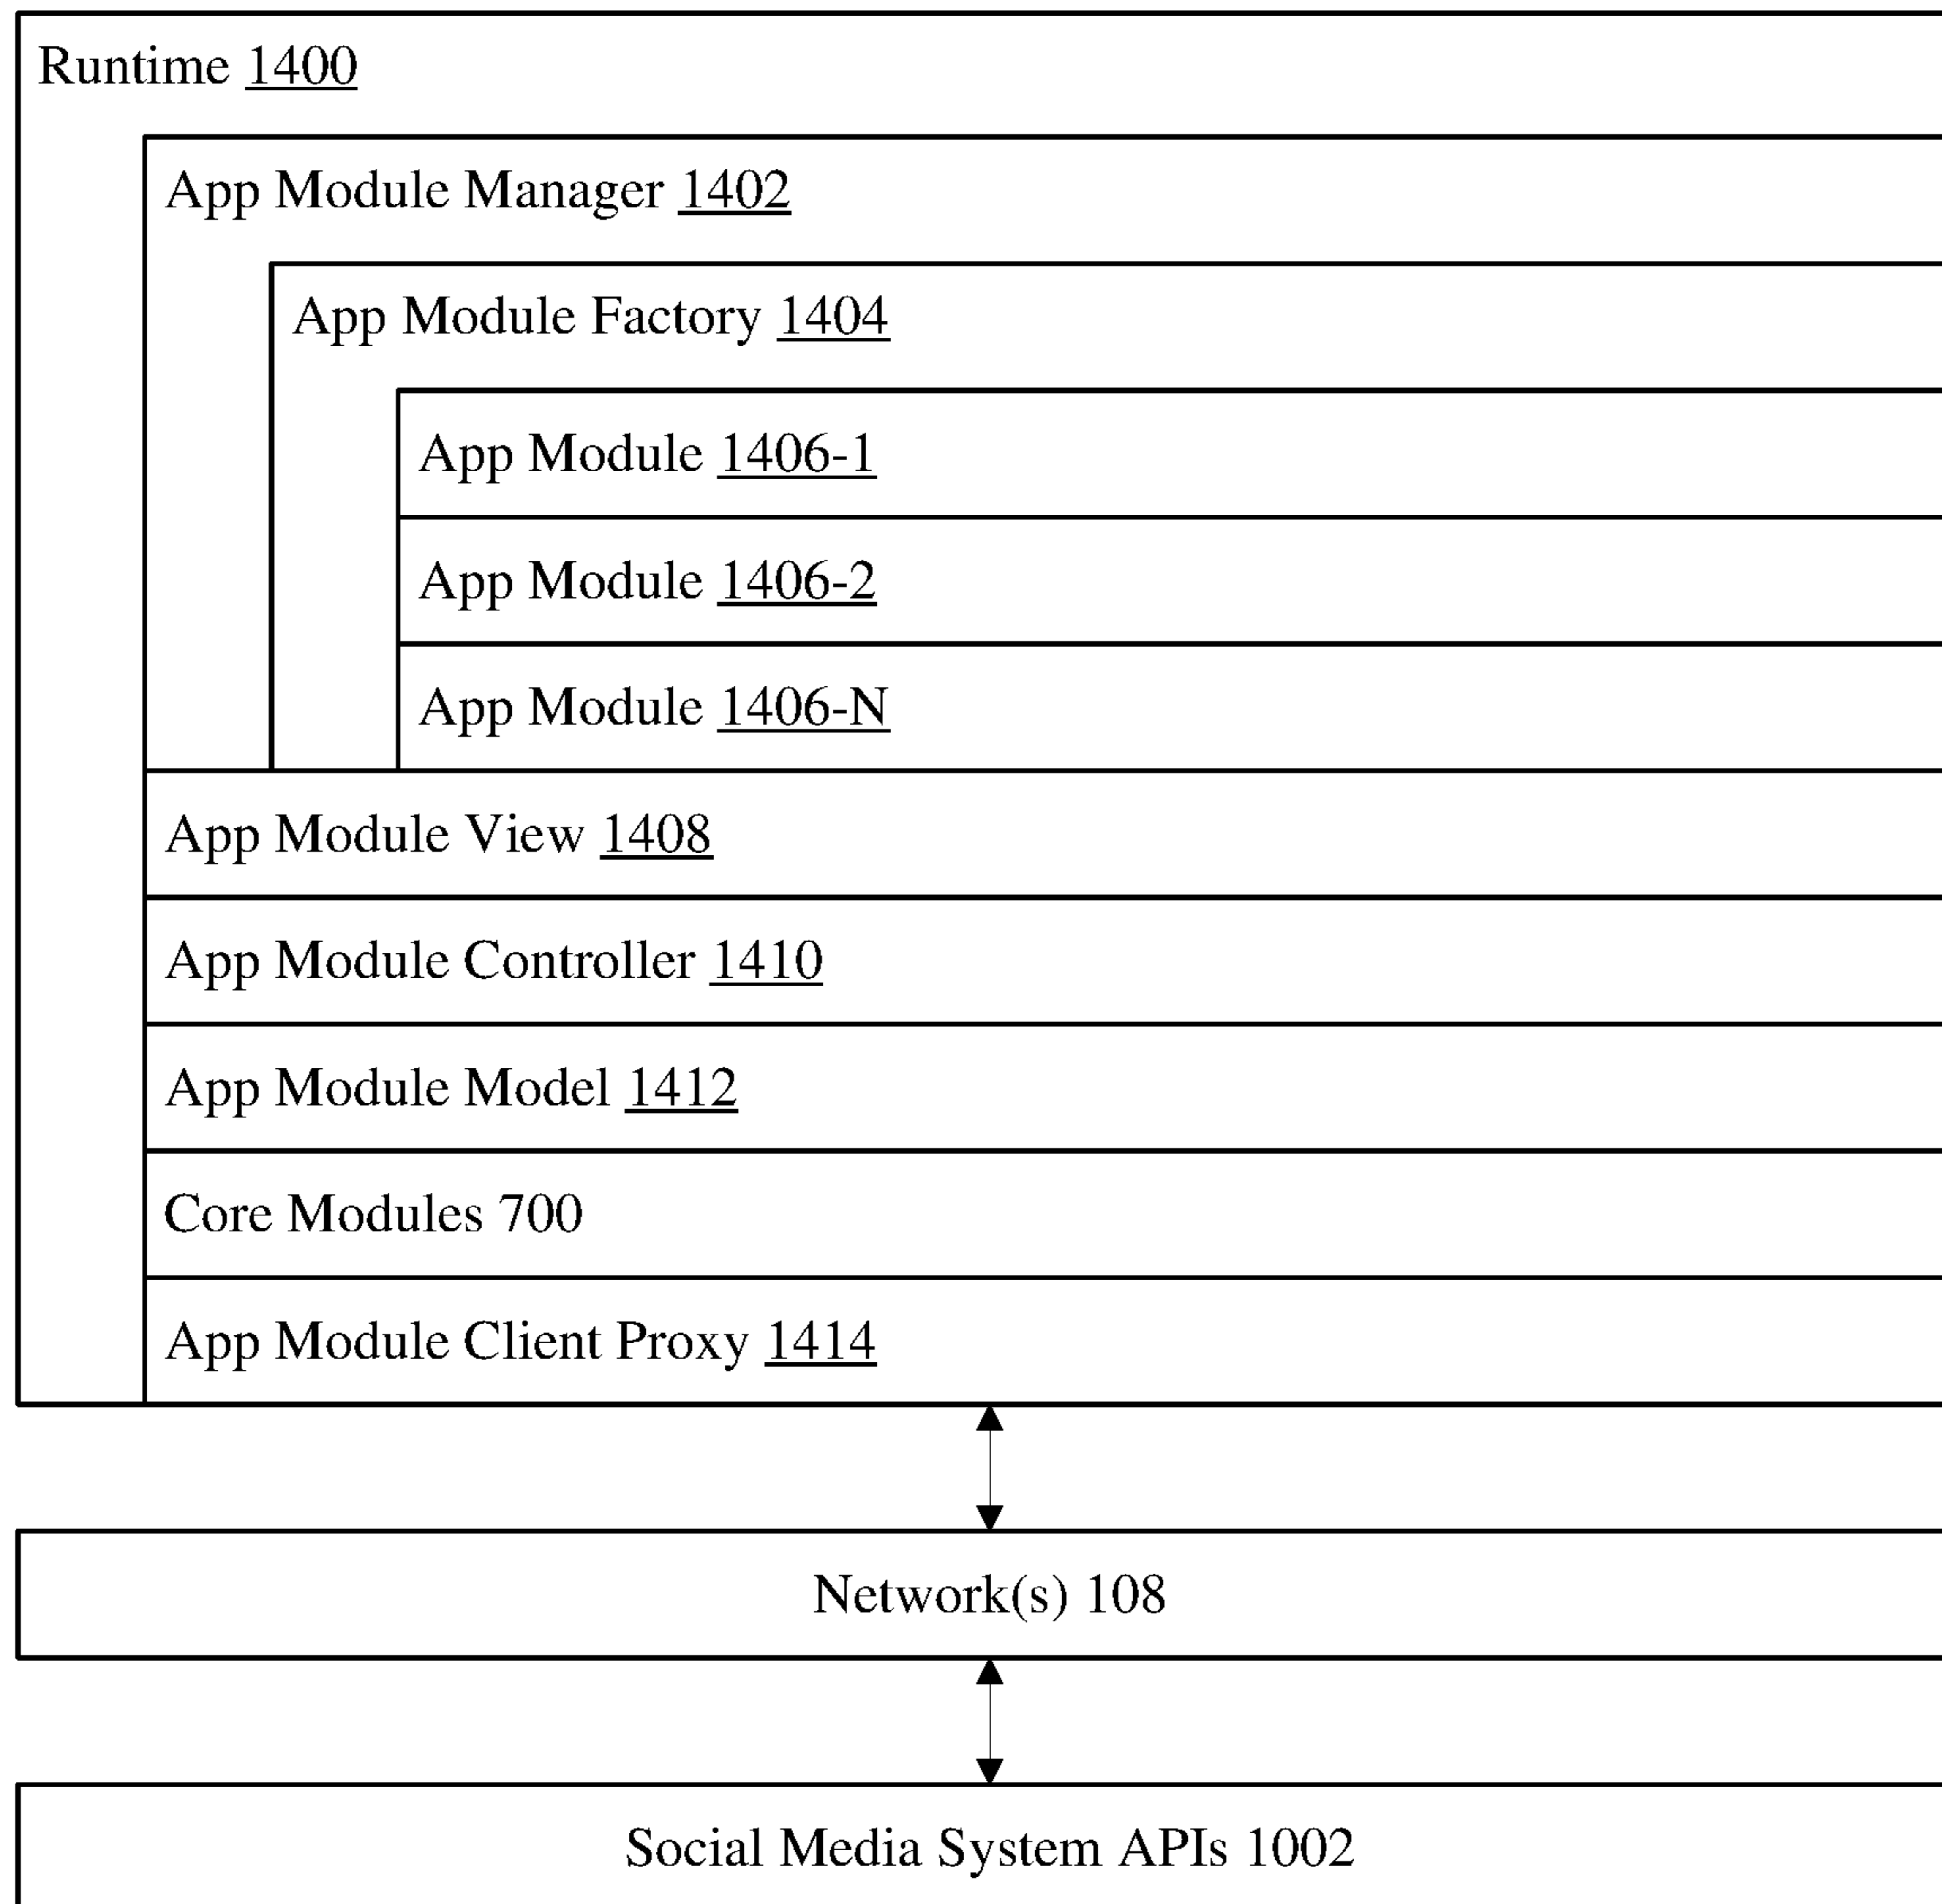 Runtime 1400
App Module Manager 1402
App Module Factory 1404
App Module 1406-1
App Module 1406-2
App Module 1406-N
App Module View 1408
App Module Controller 1410
App Module Model 1412
Core Modules 700
App Module Client Proxy 1414
Network(s) 108
Social Media System APIs 1002